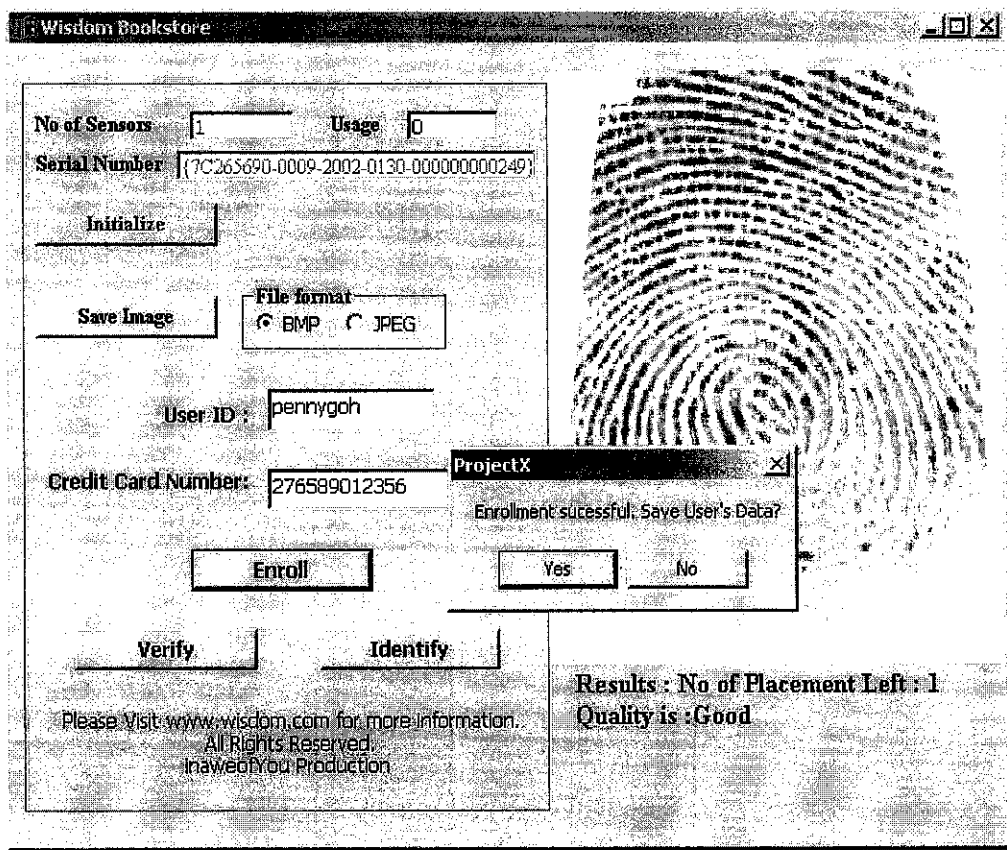 Wisdom Bookstore
No of Sensors 1 Usage 0
Serial Number {7C265690-0009-2002-0130-000000000249}
Initialize
Save Image
File format
BMP JPEG
User ID : pennygoh
Credit Card Number: 276589012356
ProjectX
Enrollment sucessful. Save User's Data?
Yes No
Enroll
Verify Identify
Results : No of Placement Left : 1
Quality is :Good
Please Visit www.wisdom.com for more information.
All Rights Reserved.
inaweofYou Production